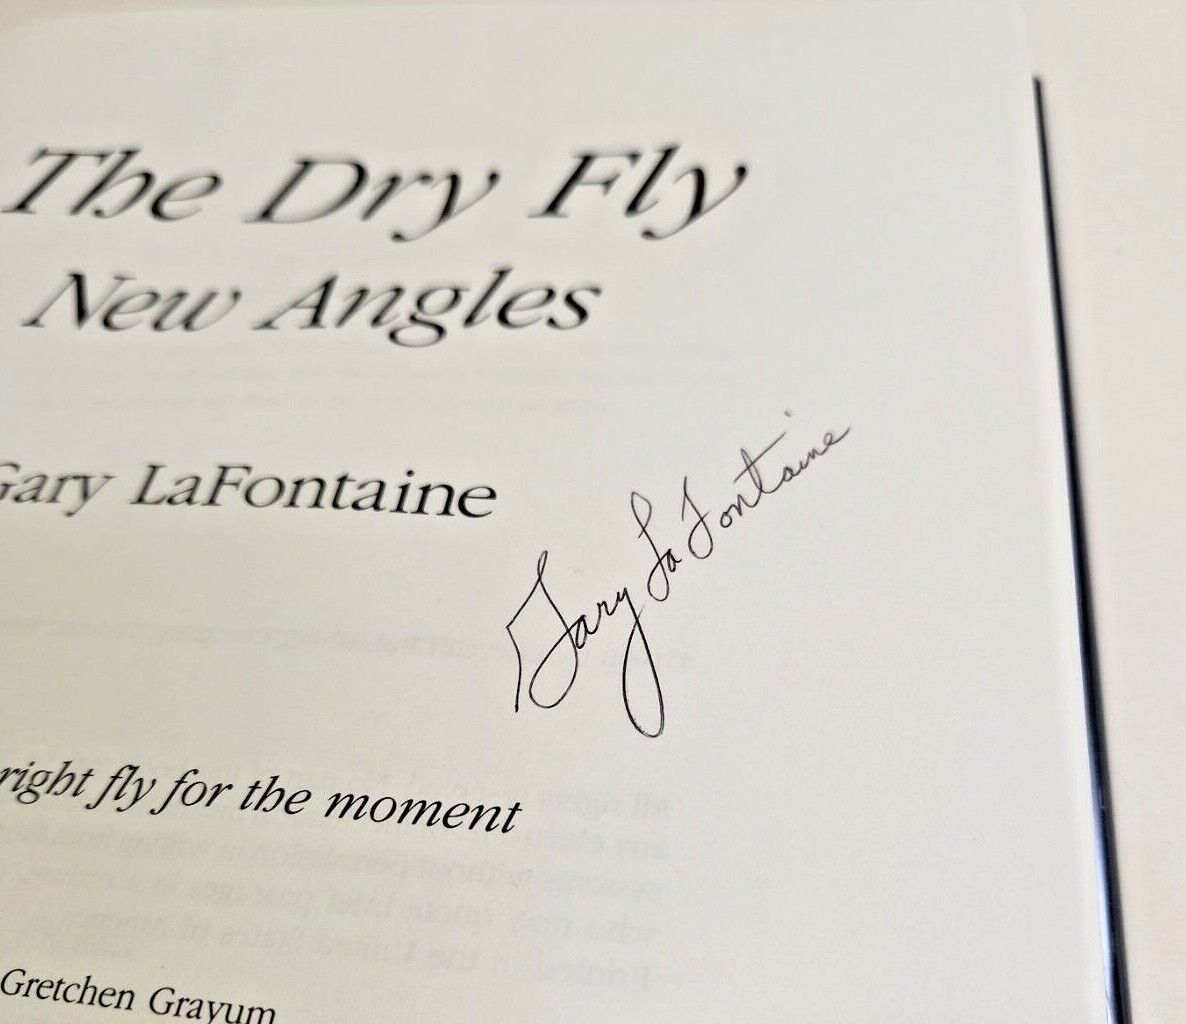 The Dry Fly
New Angles
Gary LaFontaine
Gary LaFontaine
right fly for the moment
Gretchen Grayum